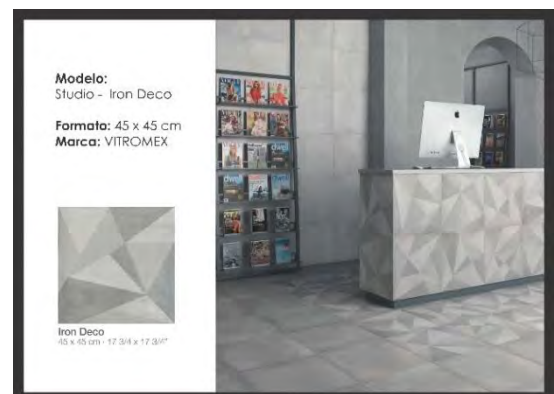 Modelo:
Studio - Iron Deco
Formato: 45 x 45 cm
Marca: VITROMEX
Iron Deco
45 x 45 cm - 17 3/4 x 17 3/4"